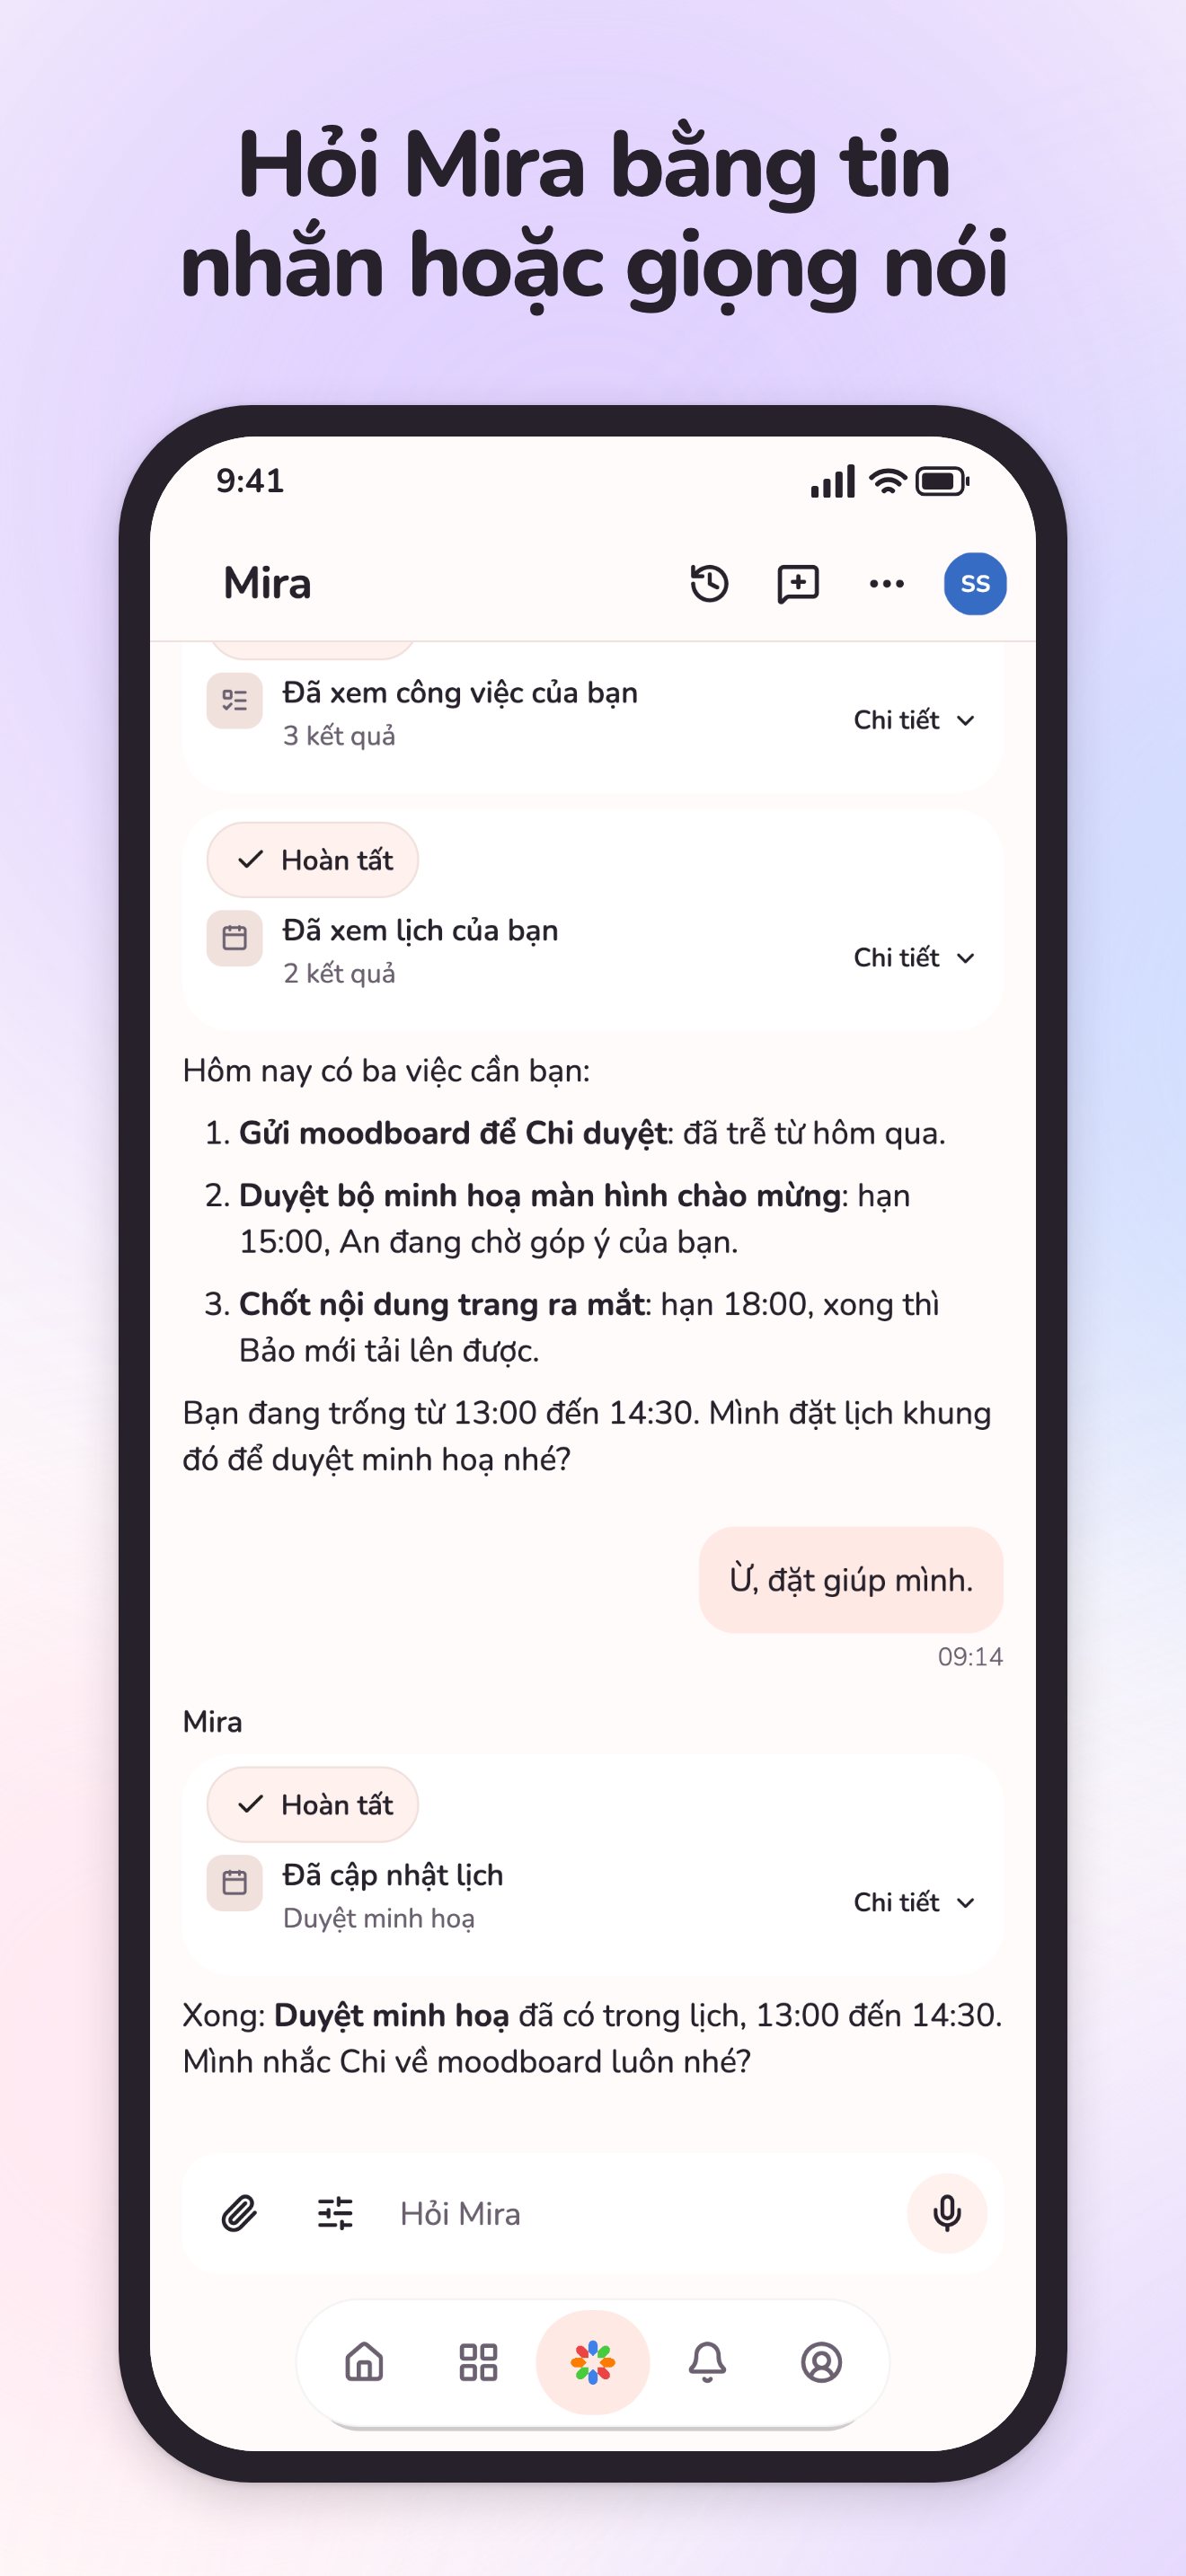 Hỏi Mira bằng tin
nhắn hoặc giọng nói
9:41
Mira
SS
Đã xem công việc của bạn
3 kết quả
Chi tiết
Hoàn tất
Đã xem lịch của bạn
2 kết quả
Chi tiết
Hôm nay có ba việc cần bạn:
1. Gửi moodboard để Chi duyệt: đã trễ từ hôm qua.
2. Duyệt bộ minh hoạ màn hình chào mừng: hạn
15:00, An đang chờ góp ý của bạn.
3. Chốt nội dung trang ra mắt: hạn 18:00, xong thì
Bảo mới tải lên được.
Bạn đang trống từ 13:00 đến 14:30. Mình đặt lịch khung
đó để duyệt minh hoạ nhé?
Ừ, đặt giúp mình.
09:14
Mira
Hoàn tất
Đã cập nhật lịch
Duyệt minh hoạ
Chi tiết
Xong: Duyệt minh hoạ đã có trong lịch, 13:00 đến 14:30.
Mình nhắc Chi về moodboard luôn nhé?
Hỏi Mira